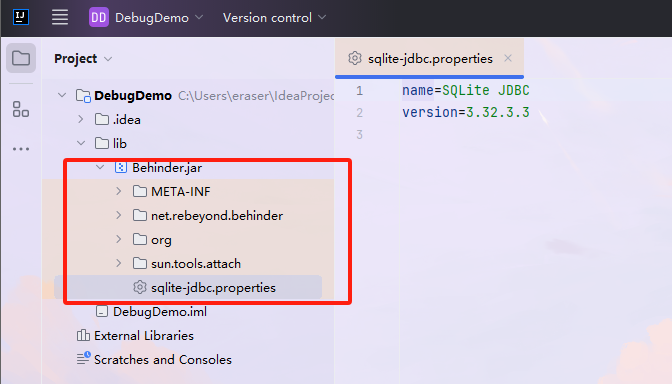 IJ
DD DebugDemo Version control
Project
sqlite-jdbc.properties
DebugDemo C:\Users\eraser\IdeaProjec
.idea
lib
Behinder.jar
META-INF
net.rebeyond.behinder
org
sun.tools.attach
sqlite-jdbc.properties
DebugDemo.iml
External Libraries
Scratches and Consoles
1 name=SQLite JDBC
2 version=3.32.3.3
3